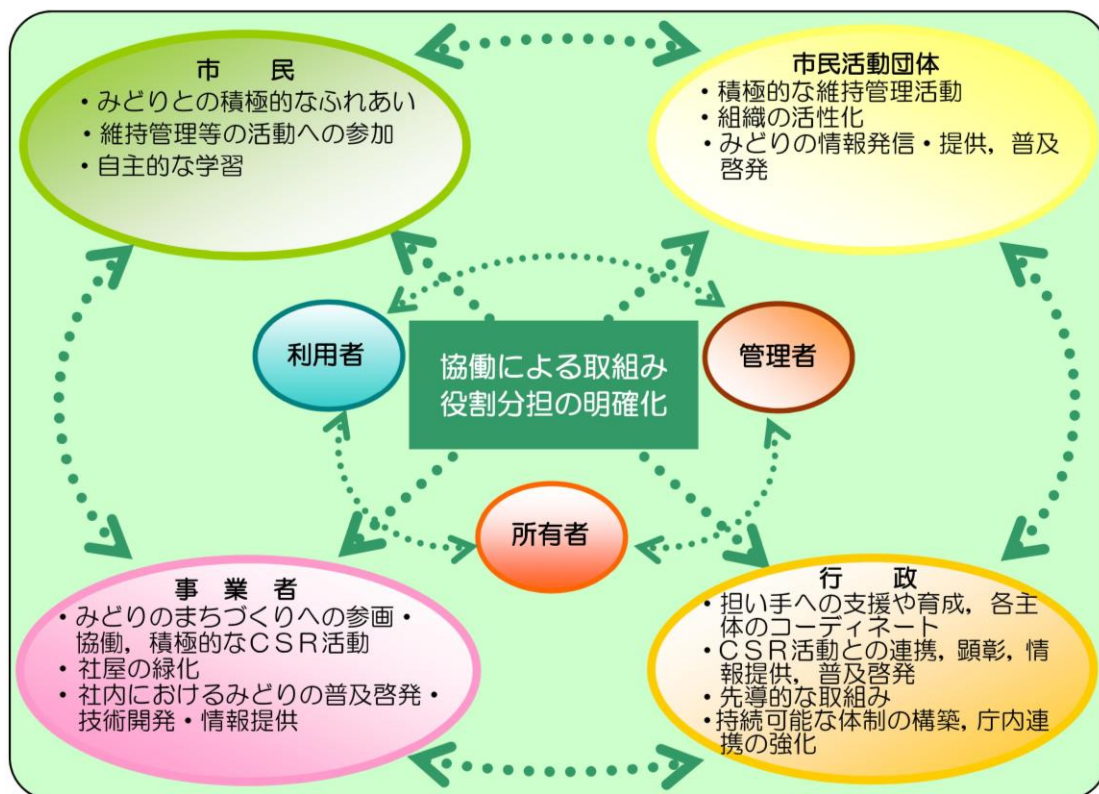 市　　民
・みどりとの積極的なふれあい
・維持管理等の活動への参加
・自主的な学習
市民活動団体
・積極的な維持管理活動
・組織の活性化
・みどりの情報発信・提供，普及
啓発
利用者
協働による取組み
役割分担の明確化
管理者
所有者
事　業　者
・みどりのまちづくりへの参画・
協働，積極的なＣＳＲ活動
・社屋の緑化
・社内におけるみどりの普及啓発・
技術開発・情報提供
行　　政
・担い手への支援や育成，各主
体のコーディネート
・ＣＳＲ活動との連携，顕彰，情
報提供，普及啓発
・先導的な取組み
・持続可能な体制の構築，庁内連
携の強化